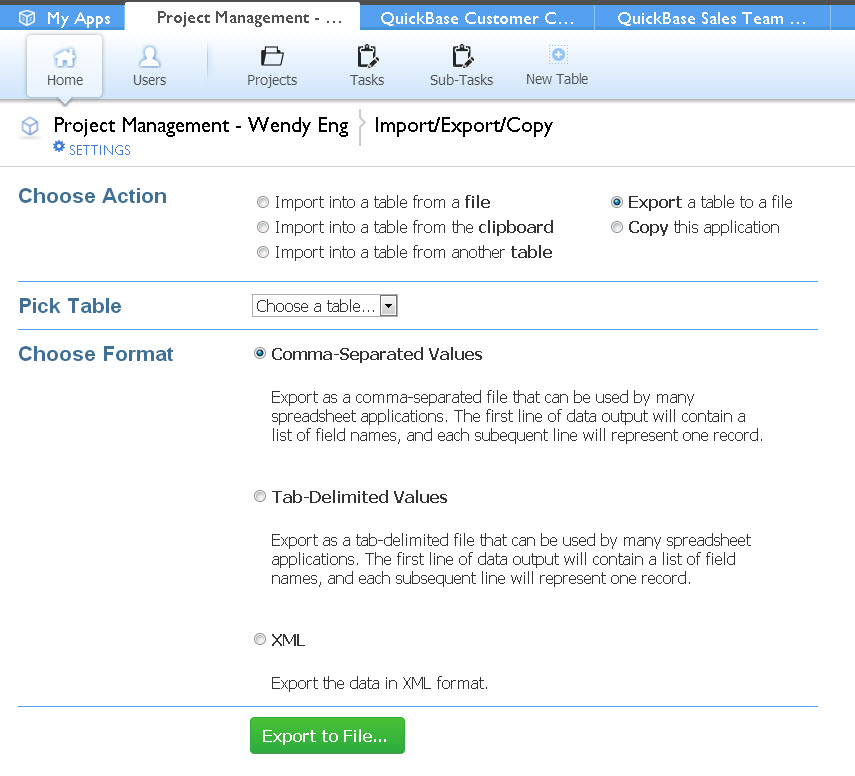 My Apps
Project Management - ...
QuickBase Customer C...
QuickBase Sales Team ...
Home
Users
Projects
Tasks
Sub-Tasks
New Table
Project Management - Wendy Eng
Import/Export/Copy
SETTINGS
Choose Action
Import into a table from a file
Import into a table from the clipboard
Import into a table from another table
Export a table to a file
Copy this application
Pick Table
Choose a table...
Choose Format
Comma-Separated Values
Export as a comma-separated file that can be used by many
spreadsheet applications. The first line of data output will contain a
list of field names, and each subequent line will represent one record.
Tab-Delimited Values
Export as a tab-delimited file that can be used by many spreadsheet
applications. The first line of data output will contain a list of field
names, and each subsequent line will represent one record.
XML
Export the data in XML format.
Export to File...